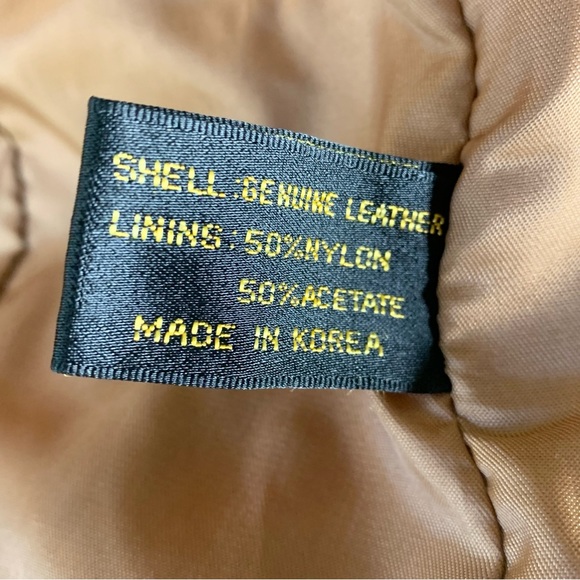 SHELL: GENUINE LEATHER
LINING: 50% NYLON
50% ACETATE
MADE IN KOREA